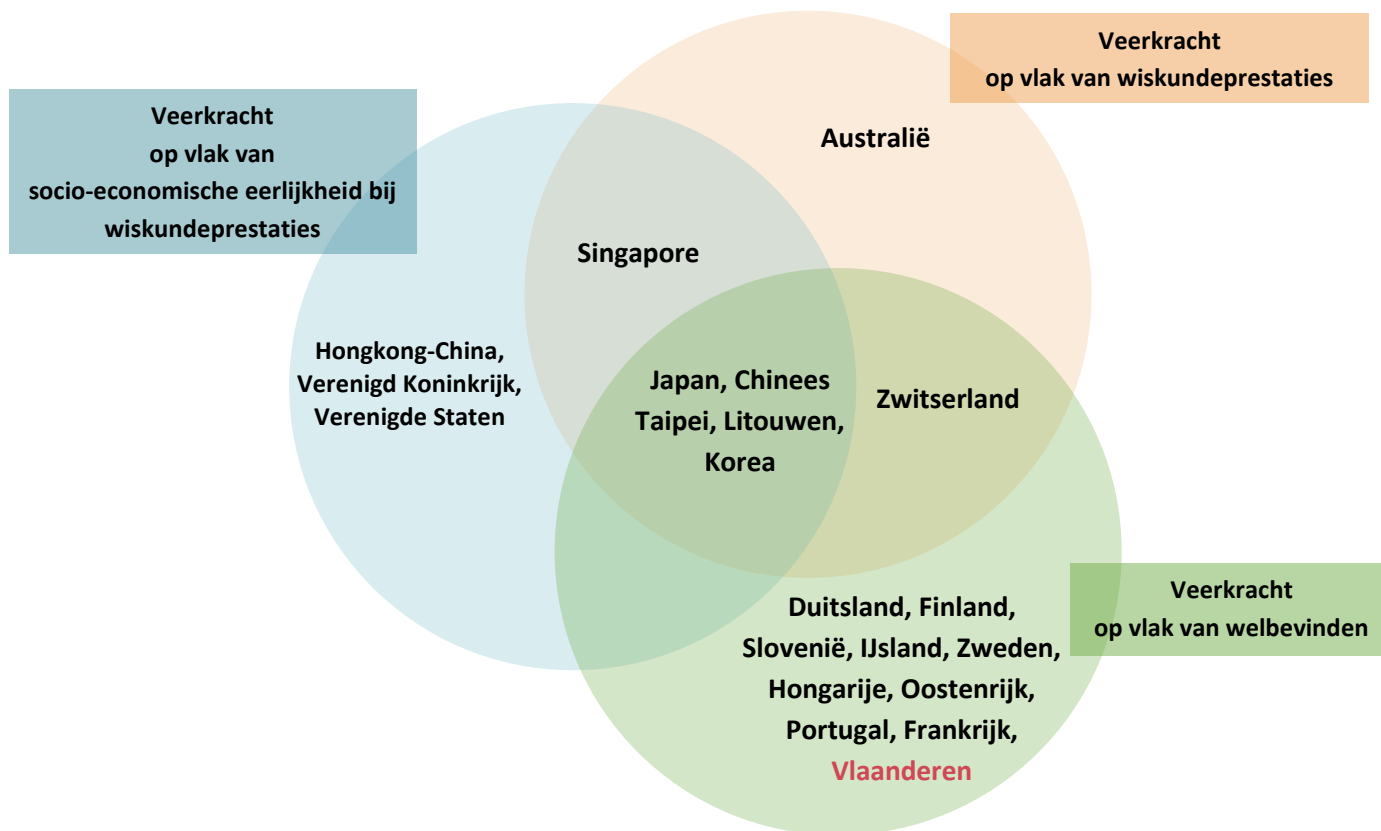 Veerkracht
op vlak van wiskundeprestaties
Veerkracht
op vlak van
socio-economische eerlijkheid bij
wiskundeprestaties
Australië
Singapore
Hongkong-China,
Verenigd Koninkrijk,
Verenigde Staten
Japan, Chinees
Taipei, Litouwen,
Korea
Zwitserland
Veerkracht
op vlak van welbevinden
Duitsland, Finland,
Slovenië, IJsland, Zweden,
Hongarije, Oostenrijk,
Portugal, Frankrijk,
Vlaanderen